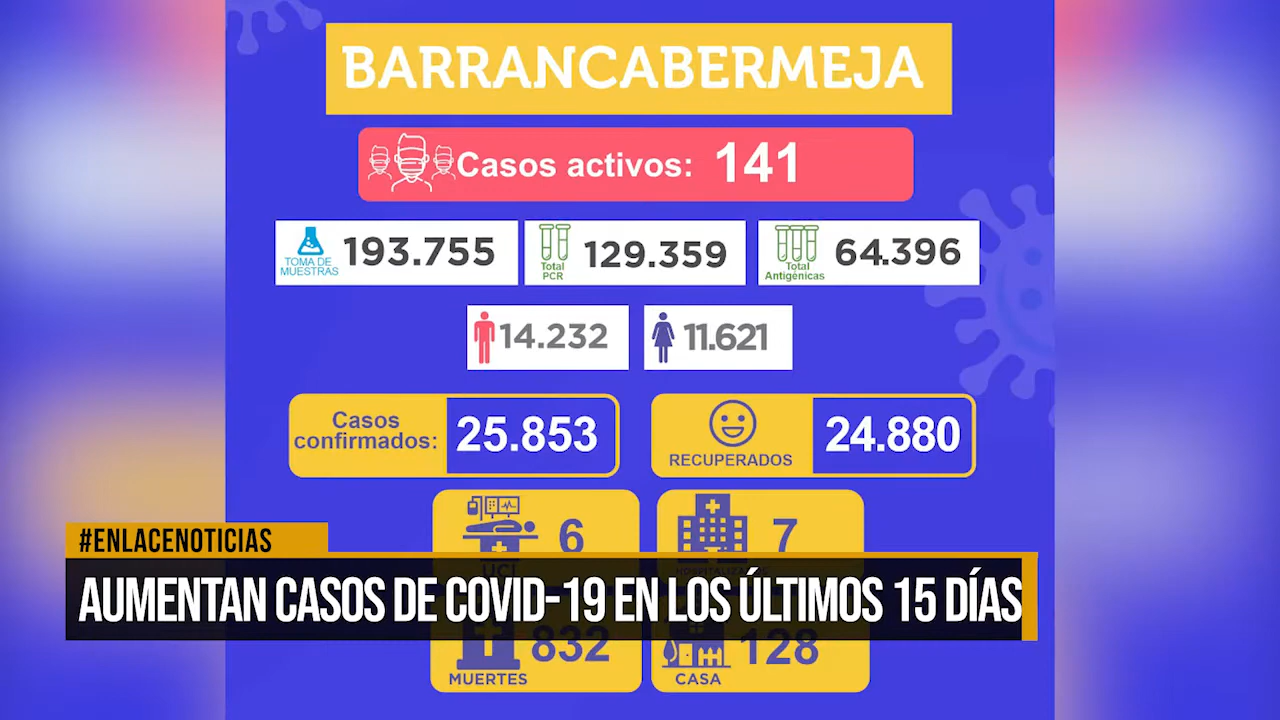 BARRANCABERMEJA
Casos activos: 141
TOMA DE
MUESTRAS
193.755
Total
PCR
129.359
Total
Antigénicas
64.396
14.232
11.621
Casos
confirmados:
25.853
RECUPERADOS
24.880
6
UCI
7
HOSPITALIZADOS
#ENLACENOTICIAS
AUMENTAN CASOS DE COVID-19 EN LOS ÚLTIMOS 15 DÍAS
832
MUERTES
128
CASA